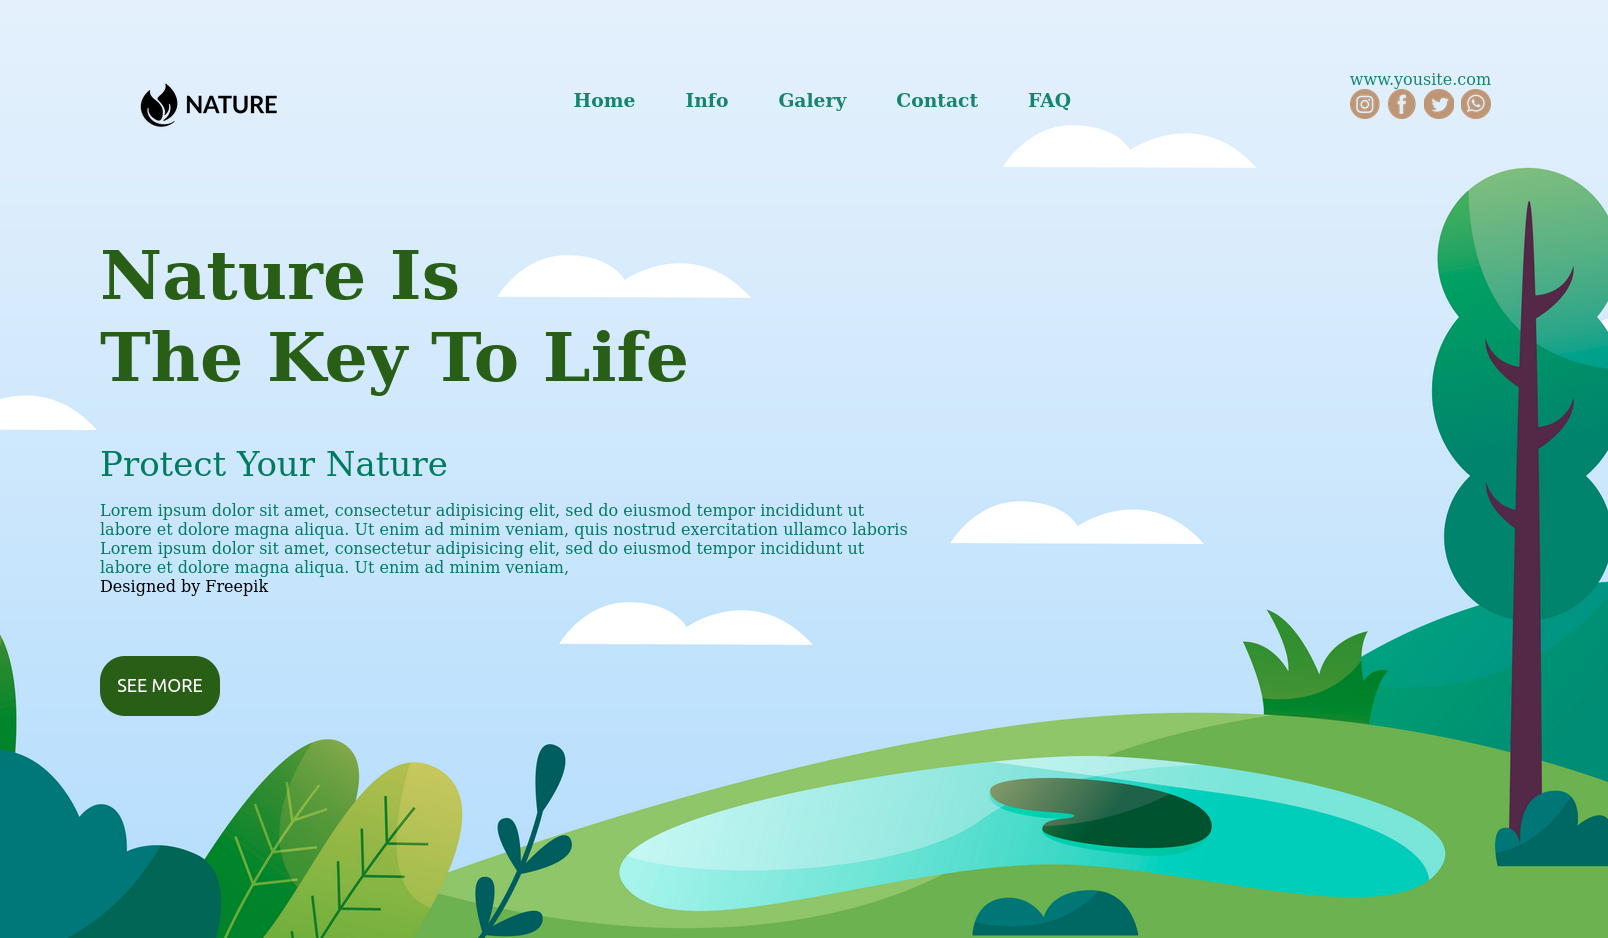 NATURE
Home Info Galery Contact FAQ
www.yousite.com
Nature Is
The Key To Life
Protect Your Nature
Lorem ipsum dolor sit amet, consectetur adipisicing elit, sed do eiusmod tempor incididunt ut
labore et dolore magna aliqua. Ut enim ad minim veniam, quis nostrud exercitation ullamco laboris
Lorem ipsum dolor sit amet, consectetur adipisicing elit, sed do eiusmod tempor incididunt ut
labore et dolore magna aliqua. Ut enim ad minim veniam,
Designed by Freepik
SEE MORE